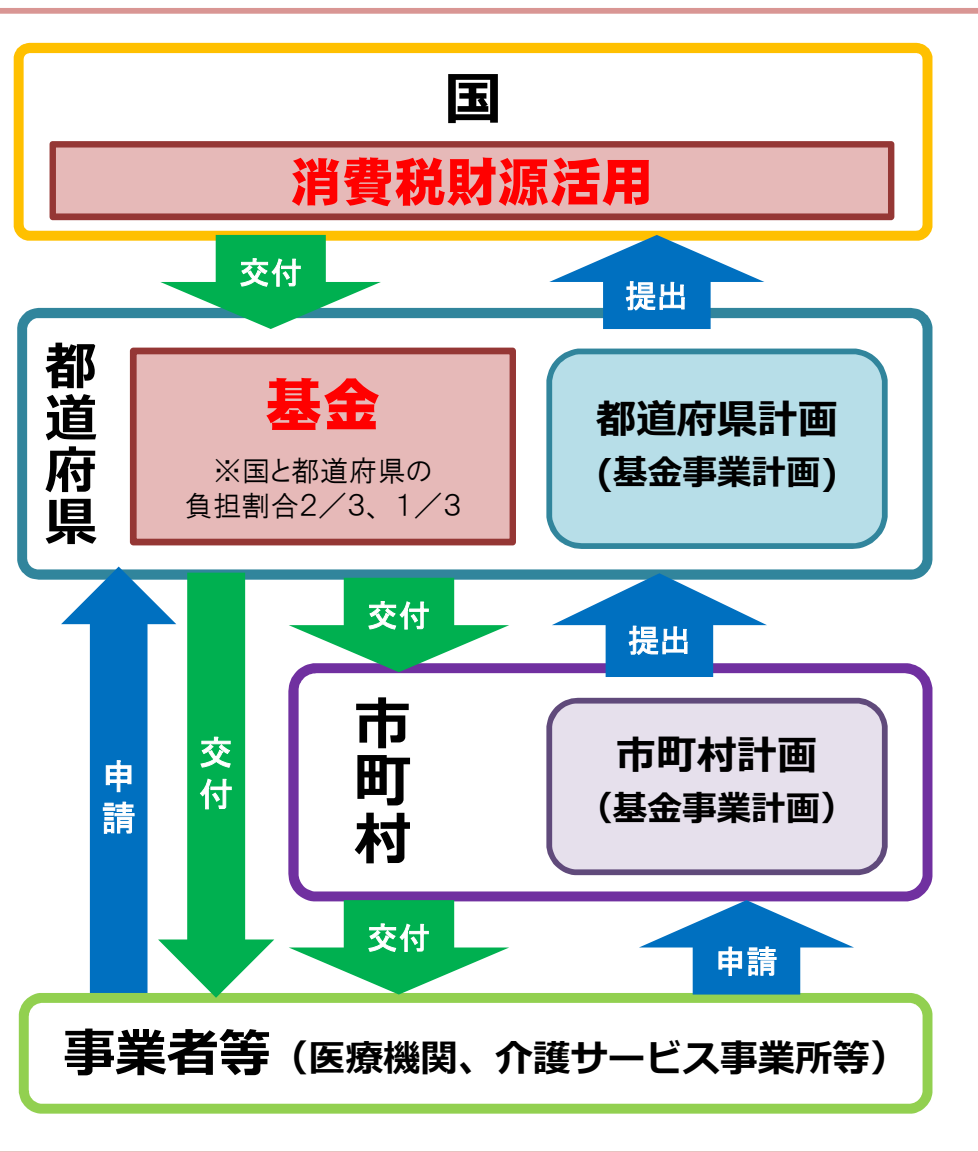 国
消費税財源活用
交付
提出
都道府県
基金
※国と都道府県の
負担割合2／3、1／3
都道府県計画
(基金事業計画)
交付
提出
申請
交付
市町村
市町村計画
（基金事業計画）
交付
申請
事業者等（医療機関、介護サービス事業所等）